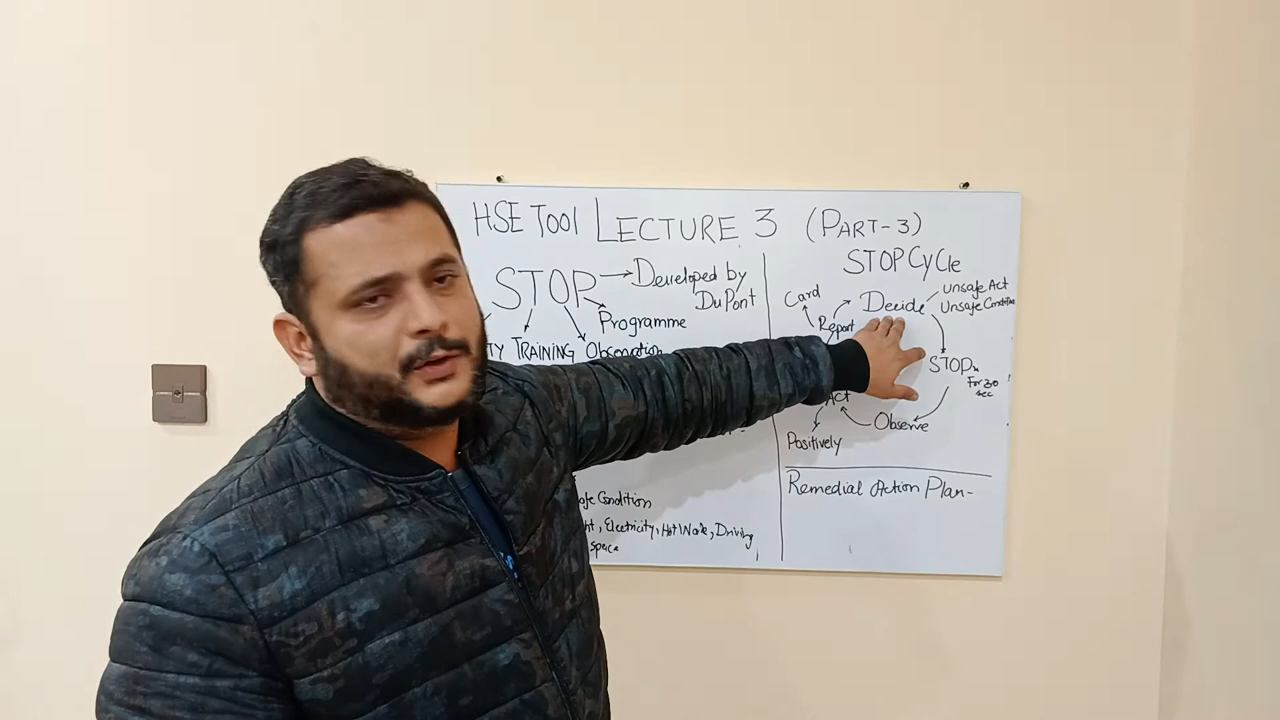 HSE Tool LECTURE 3 (PART-3)
STOP → Developed by
DuPont
Programme
TY TRAINING Observation
afe Condition
ht, Electricity, Hot Work, Driving
STOP CyCle
Card
Decide
Unsafe Act
Unsafe Condition
Report
STOP
For 30
sec
Act
Observe
Positively
Remedial Action Plan-